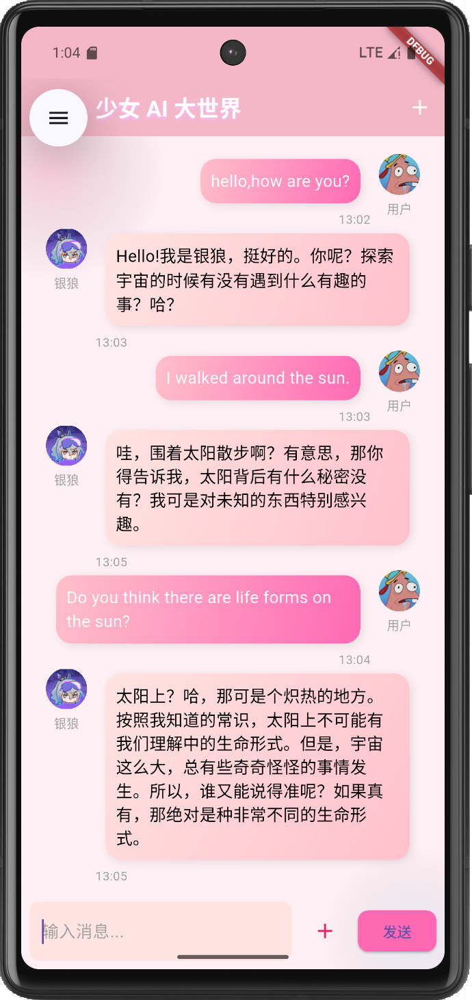 1:04
LTE
DEBUG
少女 AI 大世界
hello,how are you?
用户
13:02
Hello!我是银狼，挺好的。你呢？探索
宇宙的时候有没有遇到什么有趣的
事？哈？
银狼
13:03
I walked around the sun.
用户
13:03
哇，围着太阳散步啊？有意思，那你
得告诉我，太阳背后有什么秘密没
有？我可是对未知的东西特别感兴
趣。
银狼
13:05
Do you think there are life forms on
the sun?
用户
13:04
太阳上？哈，那可是个炽热的地方。
按照我知道的常识，太阳上不可能有
我们理解中的生命形式。但是，宇宙
这么大，总有些奇奇怪怪的事情发
生。所以，谁又能说得准呢？如果真
有，那绝对是种非常不同的生命形
式。
银狼
13:05
输入消息...
发送